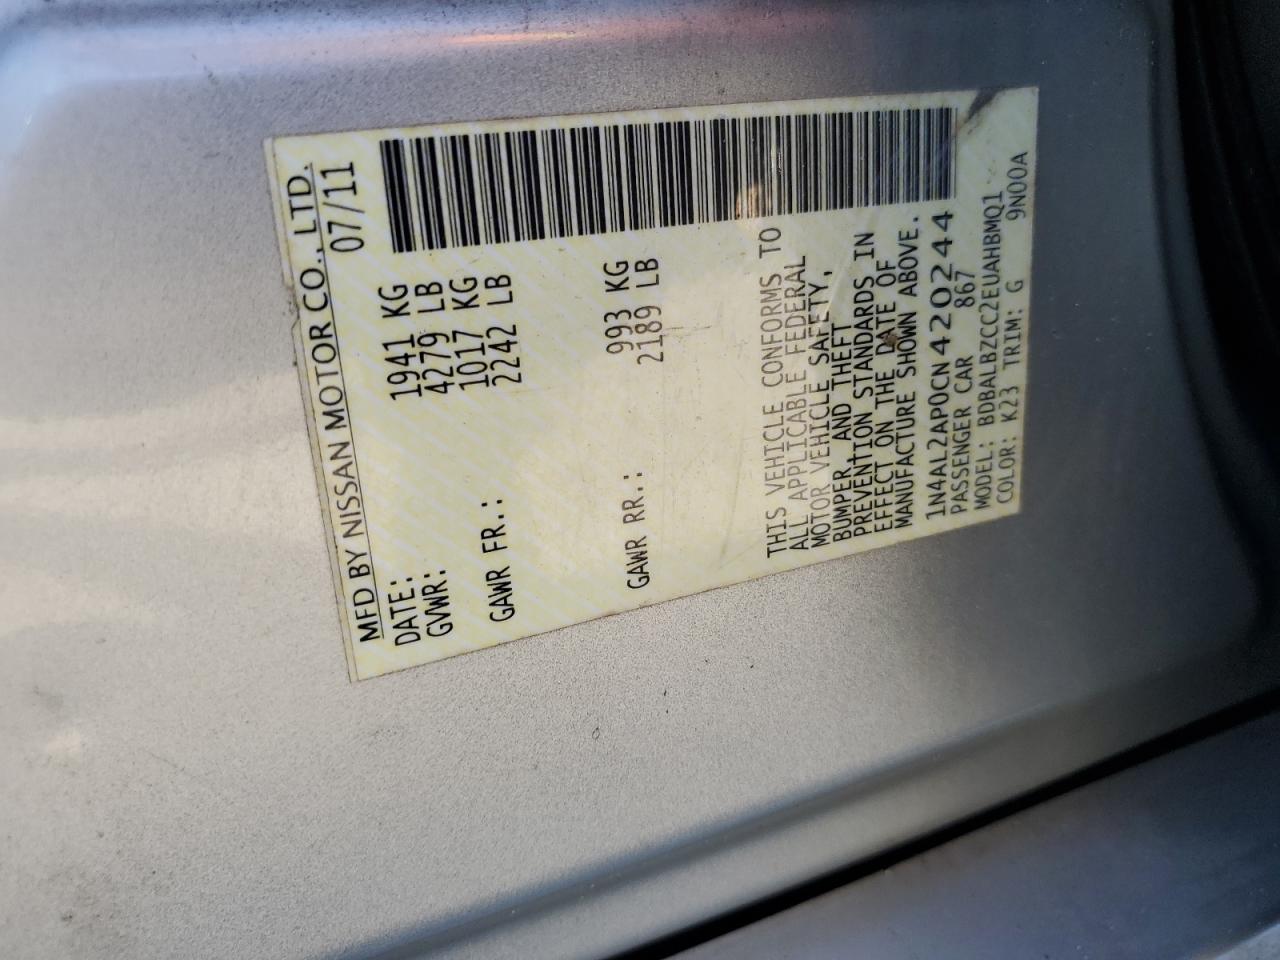 MFD BY NISSAN MOTOR CO., LTD.
DATE: 07/11
GVWR: 1941 KG
4279 LB
GAWR FR.: 1017 KG
2242 LB
GAWR RR.: 993 KG
2189 LB
THIS VEHICLE CONFORMS TO
ALL APPLICABLE FEDERAL
MOTOR VEHICLE SAFETY,
BUMPER, AND THEFT
PREVENTION STANDARDS IN
EFFECT ON THE DATE OF
MANUFACTURE SHOWN ABOVE.
1N4AL2AP0CN420244
PASSENGER CAR 867
MODEL: BDBALBZCC2EUAHBMQ1
COLOR: K23 TRIM: G 9N00A